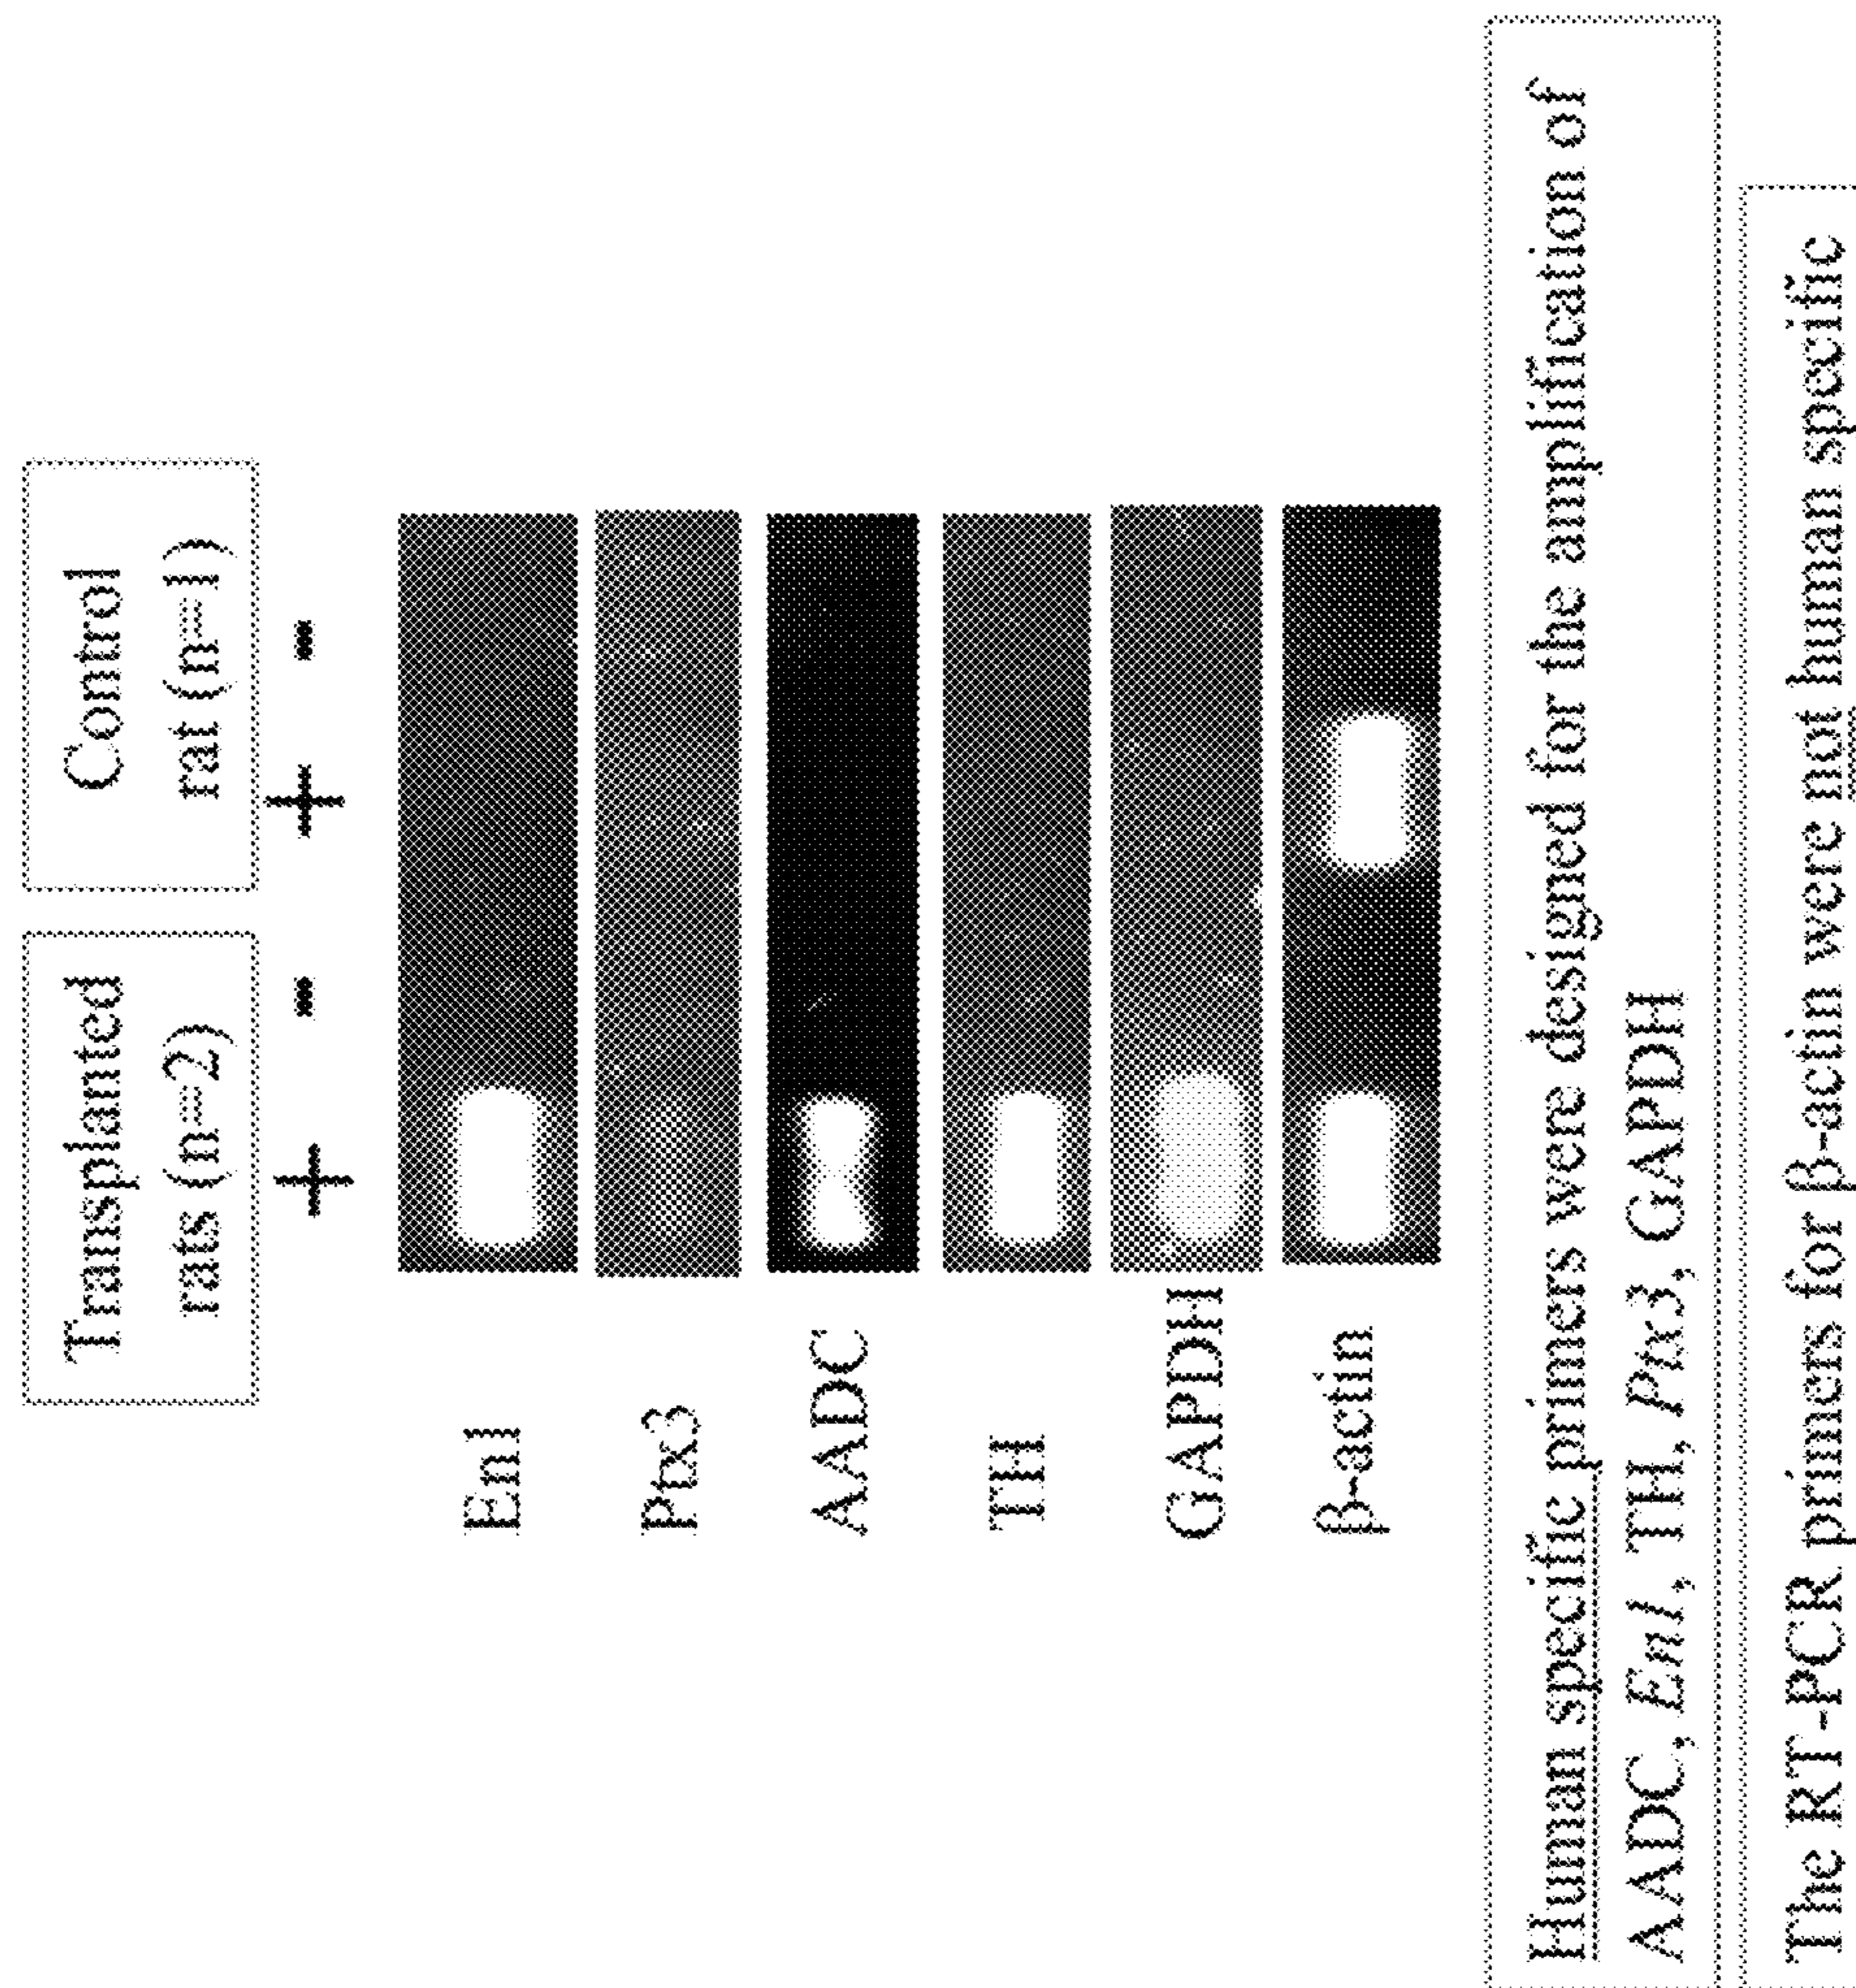 Transplanted
rats (n=2)
Control
rat (n=1)
+ - + -
En1
Ptx3
AADC
TH
GAPDH
β-actin
Human specific primers were designed for the amplification of
AADC, En1, TH, Ptx3, GAPDH
The RT-PCR primers for β-actin were not human specific